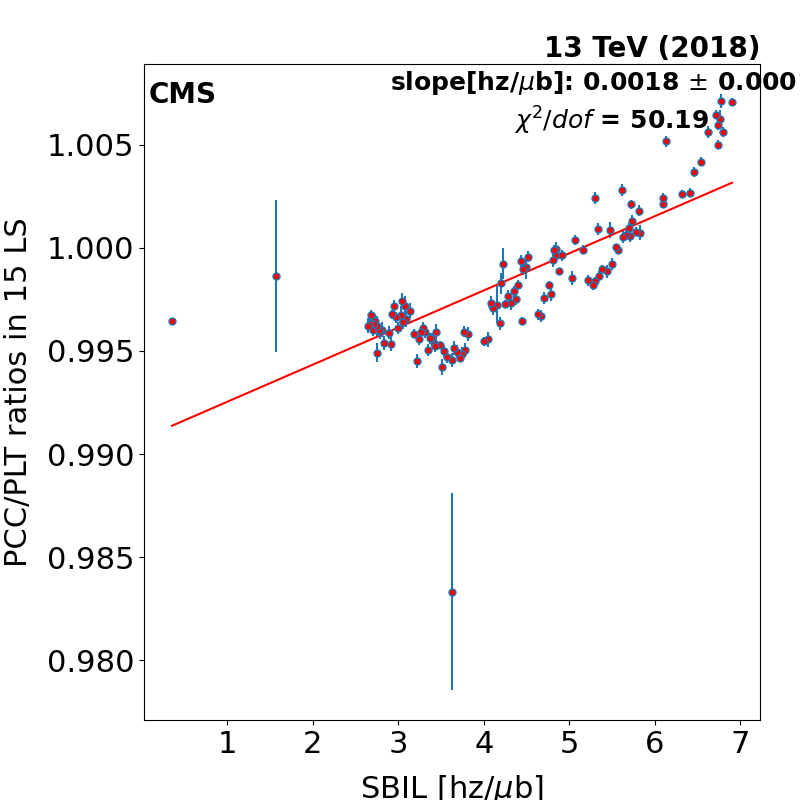 13 TeV (2018)
CMS
slope[hz/μb]: 0.0018 ± 0.000
χ²/dof = 50.19
PCC/PLT ratios in 15 LS
1.005
1.000
0.995
0.990
0.985
0.980
1 2 3 4 5 6 7
SBIL [hz/μb]